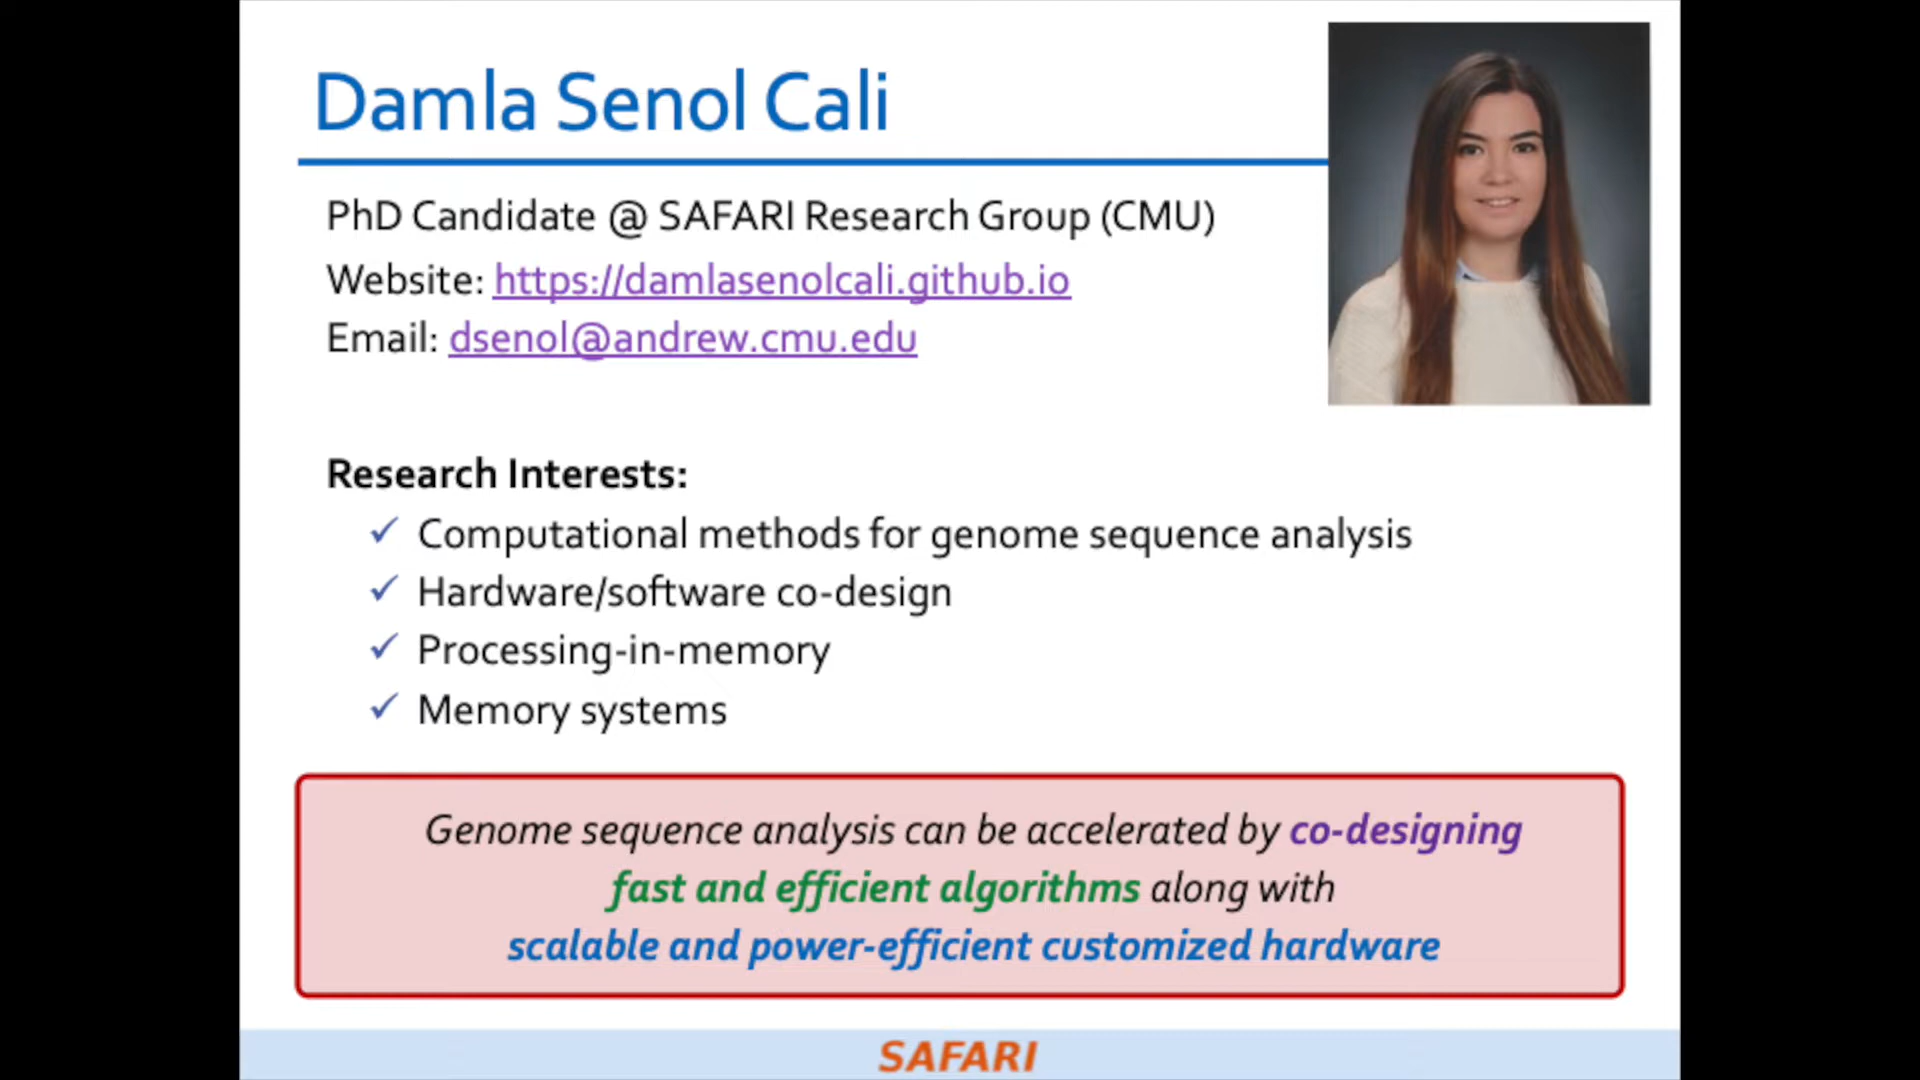 Damla Senol Cali
PhD Candidate @ SAFARI Research Group (CMU)
Website: https://damlasenolcali.github.io
Email: dsenol@andrew.cmu.edu
Research Interests:
✓ Computational methods for genome sequence analysis
✓ Hardware/software co-design
✓ Processing-in-memory
✓ Memory systems
Genome sequence analysis can be accelerated by co-designing
fast and efficient algorithms along with
scalable and power-efficient customized hardware
SAFARI